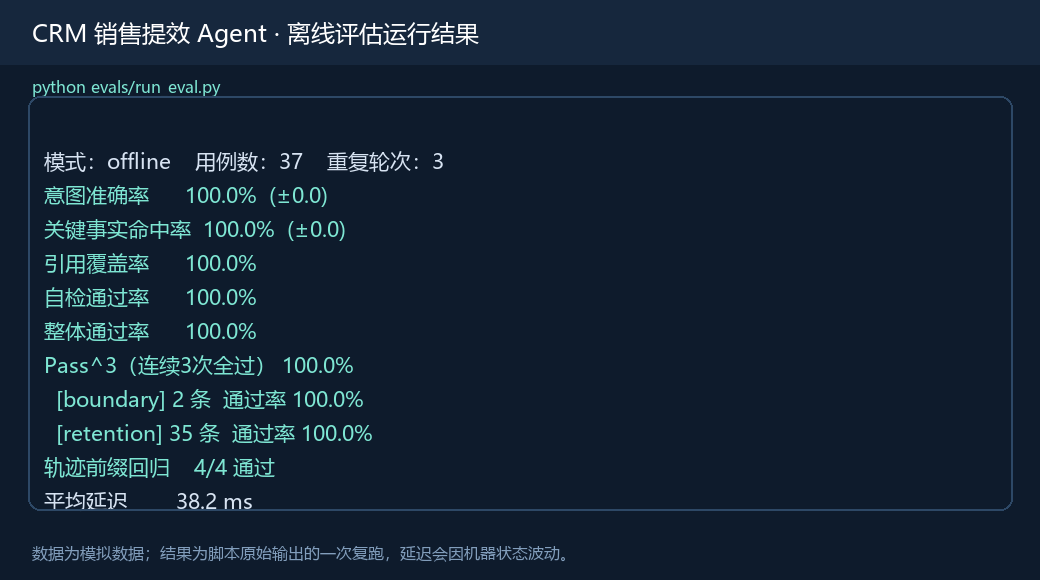 CRM 销售提效 Agent · 离线评估运行结果
python evals/run_eval.py
模式：offline 用例数：37 重复轮次：3
意图准确率 100.0% (±0.0)
关键事实命中率 100.0% (±0.0)
引用覆盖率 100.0%
自检通过率 100.0%
整体通过率 100.0%
Pass^3（连续3次全过） 100.0%
[boundary] 2 条 通过率 100.0%
[retention] 35 条 通过率 100.0%
轨迹前缀回归 4/4 通过
平均延迟 38.2 ms
数据为模拟数据；结果为脚本原始输出的一次复跑，延迟会因机器状态波动。